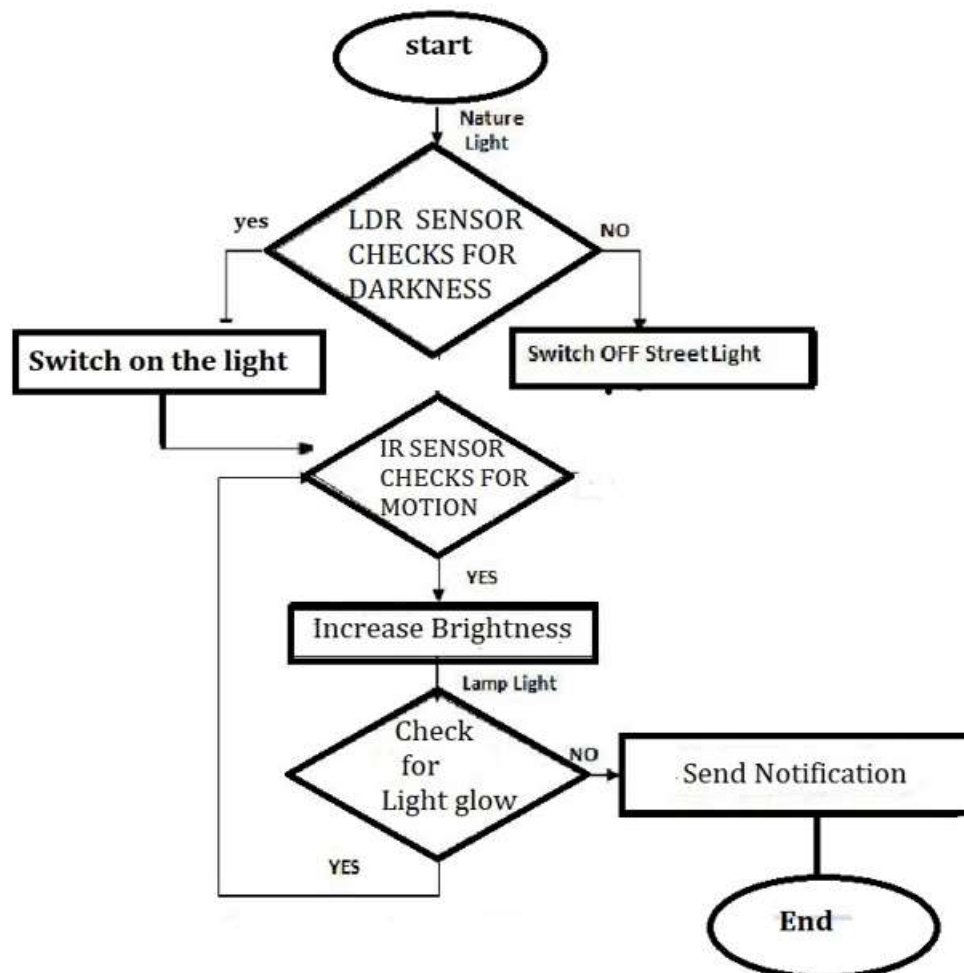 start
Nature
Light
yes
LDR SENSOR
CHECKS FOR
DARKNESS
NO
Switch on the light
Switch OFF Street Light
IR SENSOR
CHECKS FOR
MOTION
YES
Increase Brightness
Lamp Light
Check
for
Light glow
NO
Send Notification
YES
End